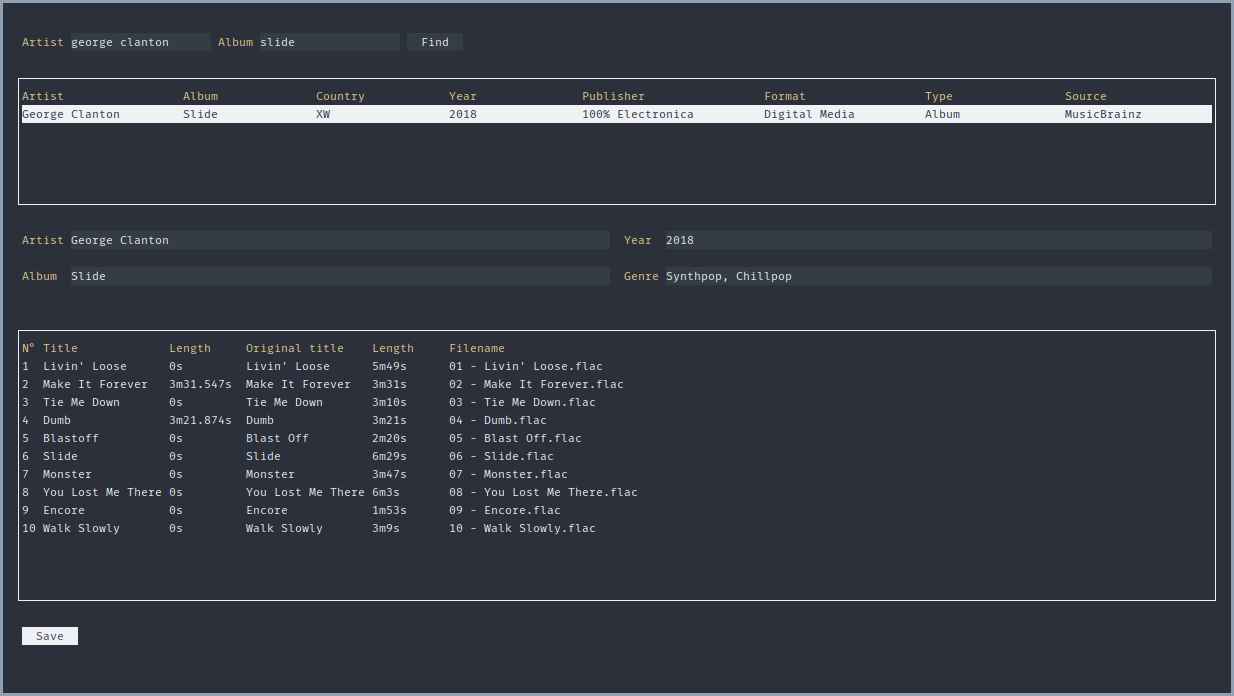 Artist george clanton Album slide Find
Artist Album Country Year Publisher Format Type Source
George Clanton Slide XW 2018 100% Electronica Digital Media Album MusicBrainz
Artist George Clanton Year 2018
Album Slide Genre Synthpop, Chillpop
Nº Title Length Original title Length Filename
1 Livin' Loose 0s Livin' Loose 5m49s 01 - Livin' Loose.flac
2 Make It Forever 3m31.547s Make It Forever 3m31s 02 - Make It Forever.flac
3 Tie Me Down 0s Tie Me Down 3m10s 03 - Tie Me Down.flac
4 Dumb 3m21.874s Dumb 3m21s 04 - Dumb.flac
5 Blastoff 0s Blast Off 2m20s 05 - Blast Off.flac
6 Slide 0s Slide 6m29s 06 - Slide.flac
7 Monster 0s Monster 3m47s 07 - Monster.flac
8 You Lost Me There 0s You Lost Me There 6m3s 08 - You Lost Me There.flac
9 Encore 0s Encore 1m53s 09 - Encore.flac
10 Walk Slowly 0s Walk Slowly 3m9s 10 - Walk Slowly.flac
Save